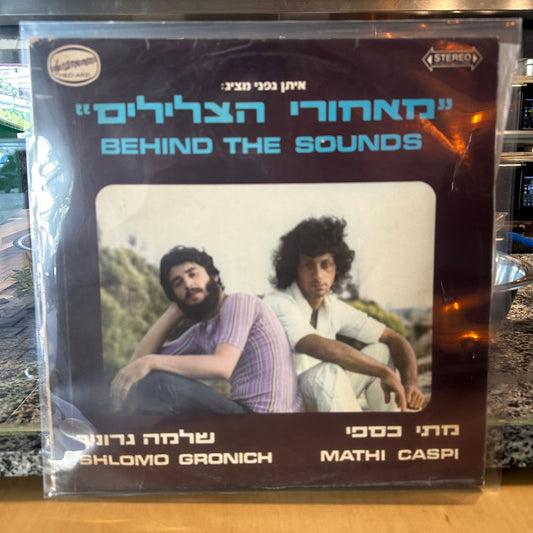 STEREO
איתן גפני מציג:
"מאחורי הצלילים"
BEHIND THE SOUNDS
שלמה גרוניך
מתי כספי
SHLOMO GRONICH
MATHI CASPI